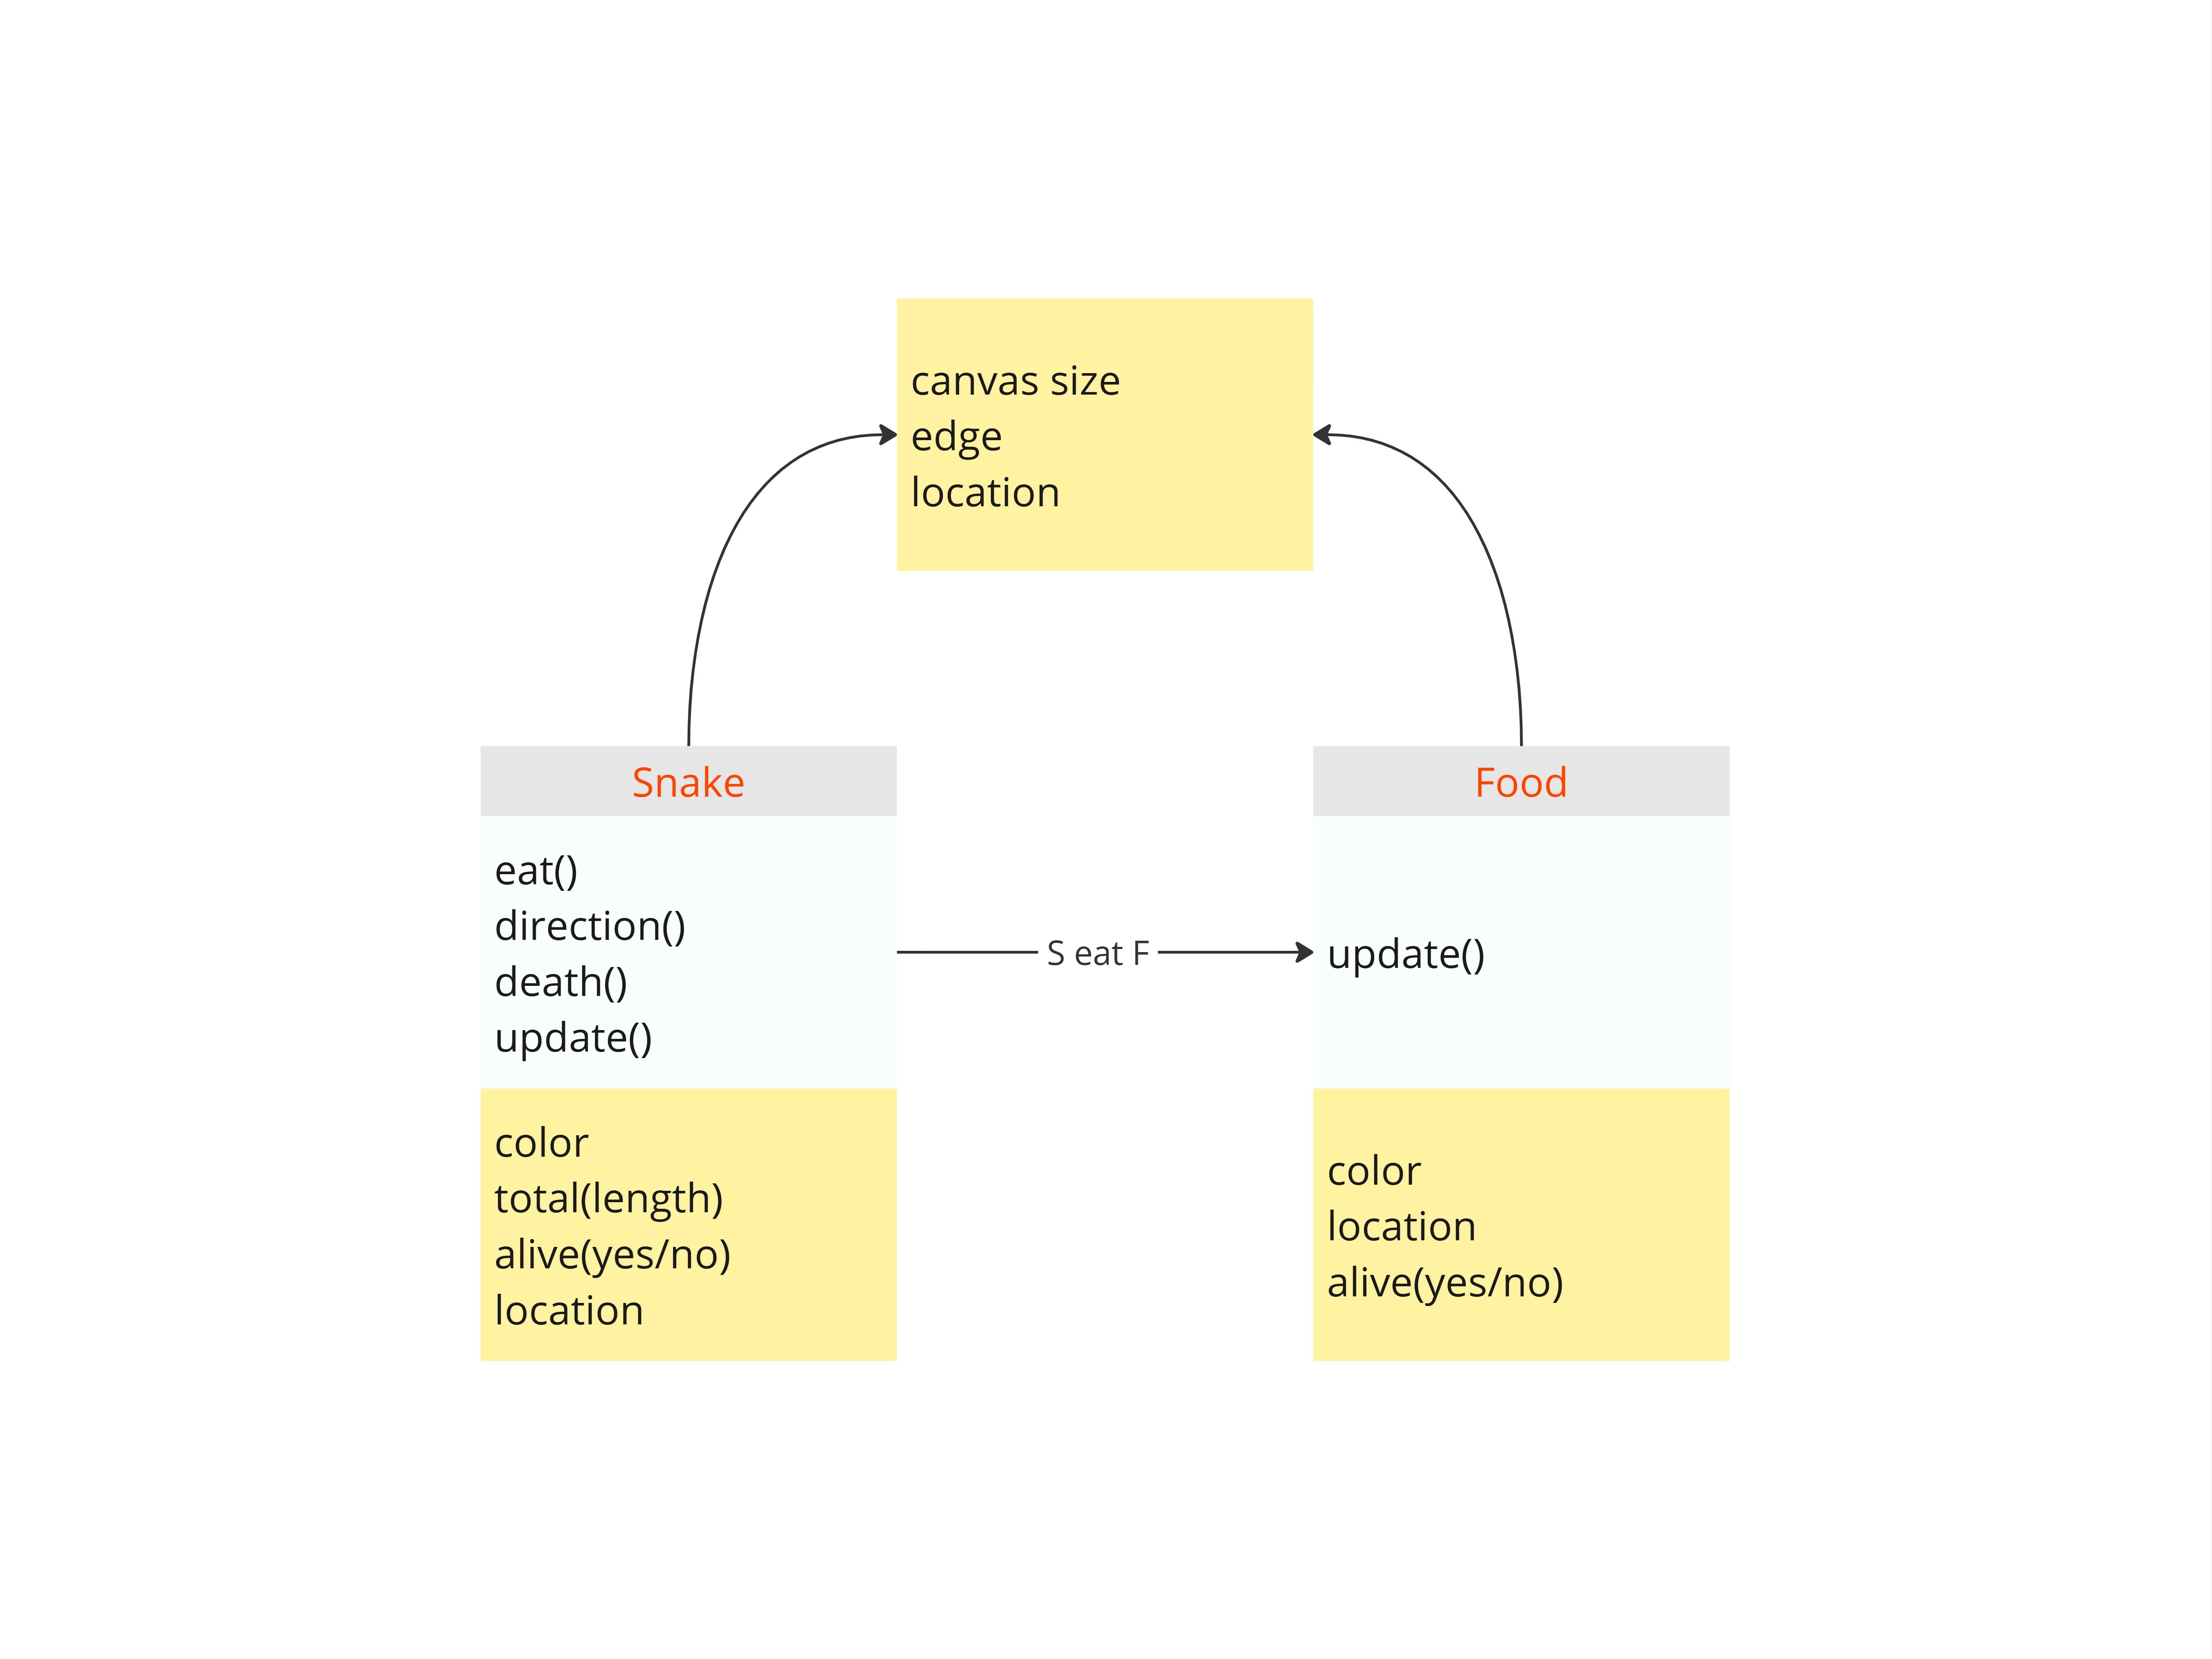 canvas size
edge
location
Snake
eat()
direction()
death()
update()
color
total(length)
alive(yes/no)
location
S eat F
Food
update()
color
location
alive(yes/no)